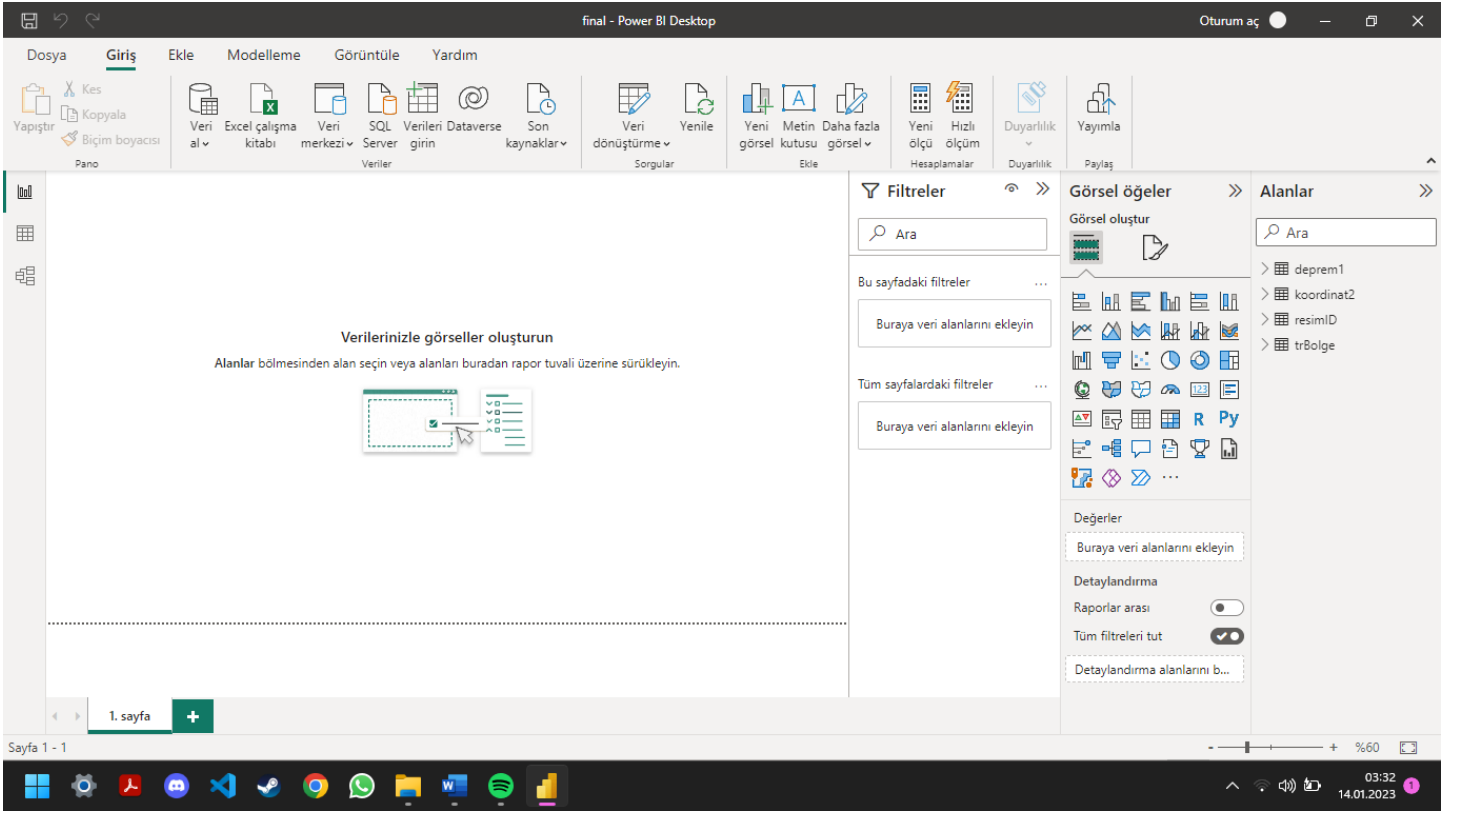 final - Power BI Desktop
Oturum aç
Dosya Giriş Ekle Modelleme Görüntüle Yardım
Yapıştır
Kes
Kopyala
Biçim boyacısı
Pano
Veri al
Excel çalışma kitabı
Veri merkezi
SQL Server
Verileri girin
Dataverse
Son kaynaklar
Veriler
Veri dönüştürme
Yenile
Sorgular
Yeni görsel
Metin kutusu
Daha fazla görsel
Ekle
Yeni ölçü
Hızlı ölçüm
Hesaplamalar
Duyarlılık
Duyarlılık
Yayımla
Paylaş
Verilerinizle görseller oluşturun
Alanlar bölmesinden alan seçin veya alanları buradan rapor tuvali üzerine sürükleyin.
Filtreler
Ara
Bu sayfadaki filtreler ...
Buraya veri alanlarını ekleyin
Tüm sayfalardaki filtreler ...
Buraya veri alanlarını ekleyin
Görsel öğeler
Görsel oluştur
123
R Py
...
Değerler
Buraya veri alanlarını ekleyin
Detaylandırma
Raporlar arası
Tüm filtreleri tut
Detaylandırma alanlarını b...
Alanlar
Ara
deprem1
koordinat2
resimID
trBolge
1. sayfa +
Sayfa 1 - 1
- + %60
03:32
14.01.2023
1